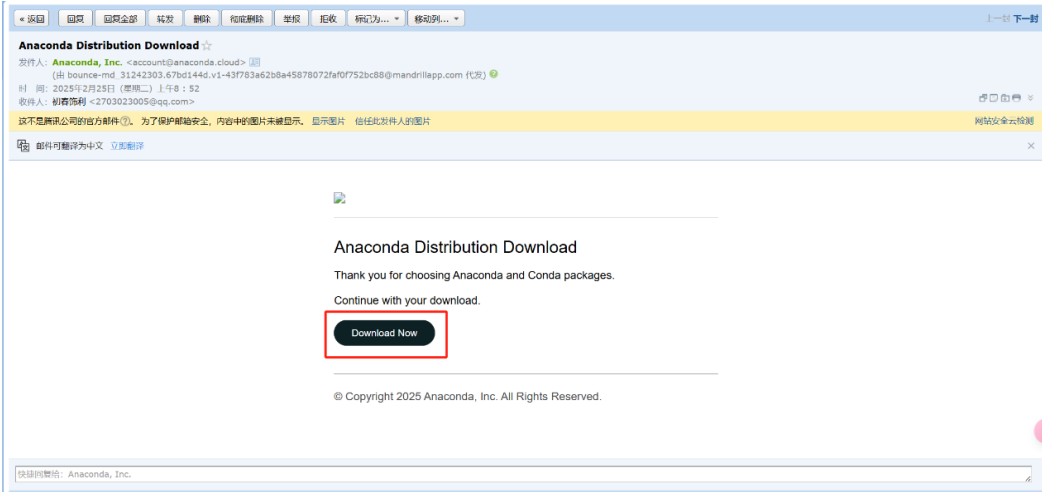 « 返回 回复 回复全部 转发 删除 彻底删除 举报 拒收 标记为... 移动到... 上一封 下一封
Anaconda Distribution Download
发件人: Anaconda, Inc. <account@anaconda.cloud>
(由 bounce-md_31242303.67bd144d.v1-43f783a62b8a45878072faf0f752bc88@mandrillapp.com 代发)
时 间: 2025年2月25日 (星期二) 上午8:52
收件人: 初春饰利 <2703023005@qq.com>
这不是腾讯公司的官方邮件。 为了保护邮箱安全，内容中的图片未被显示。 显示图片 信任此发件人的图片 网站安全云检测
邮件可翻译为中文 立即翻译
Anaconda Distribution Download
Thank you for choosing Anaconda and Conda packages.
Continue with your download.
Download Now
© Copyright 2025 Anaconda, Inc. All Rights Reserved.
快捷回复给: Anaconda, Inc.